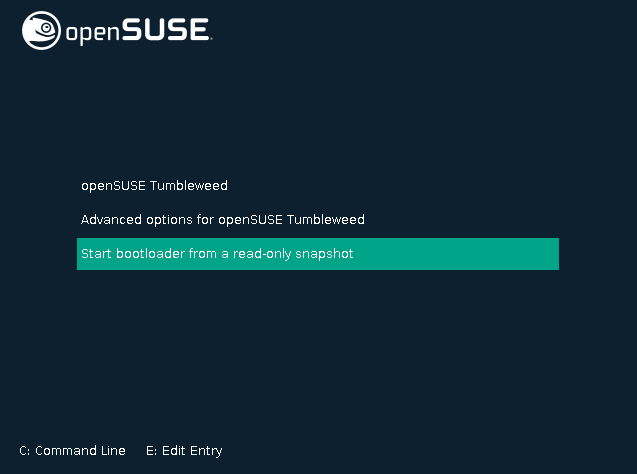 openSUSE
openSUSE Tumbleweed
Advanced options for openSUSE Tumbleweed
Start bootloader from a read-only snapshot
C: Command Line E: Edit Entry